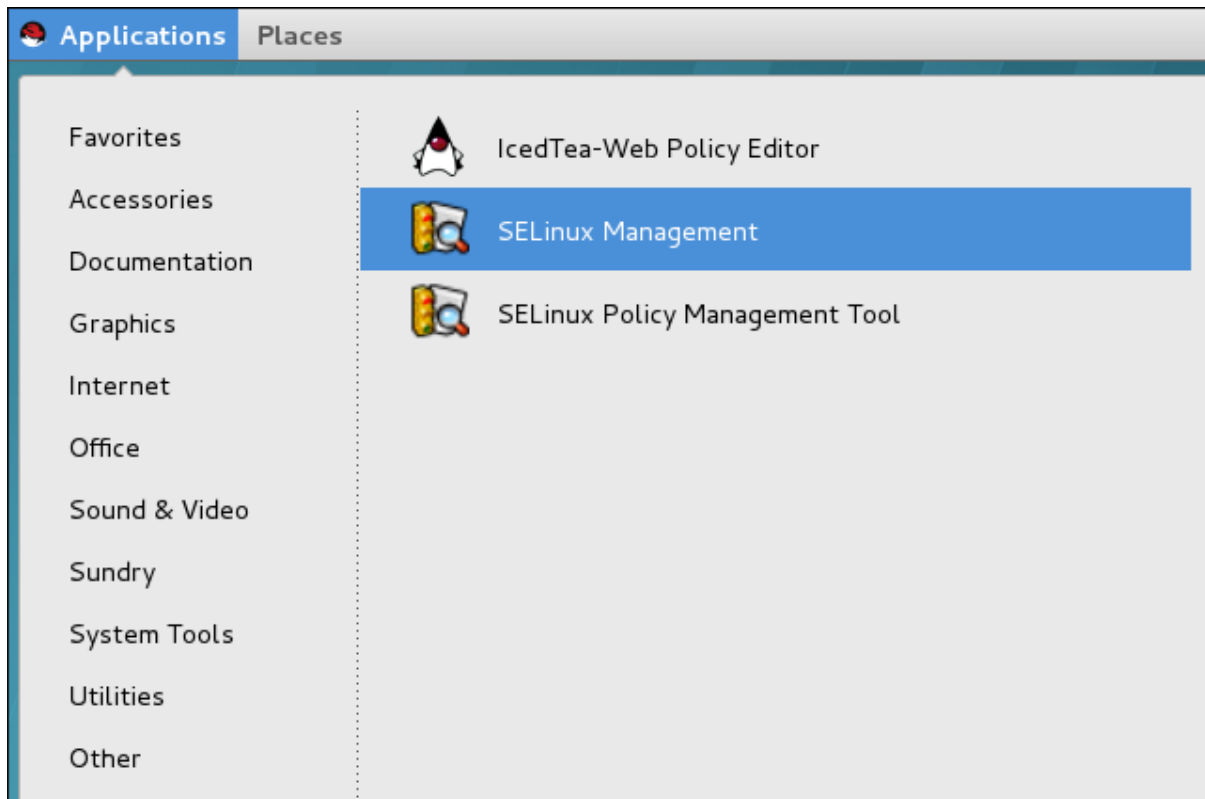 Applications Places
Favorites
Accessories
Documentation
Graphics
Internet
Office
Sound & Video
Sundry
System Tools
Utilities
Other
IcedTea-Web Policy Editor
SELinux Management
SELinux Policy Management Tool